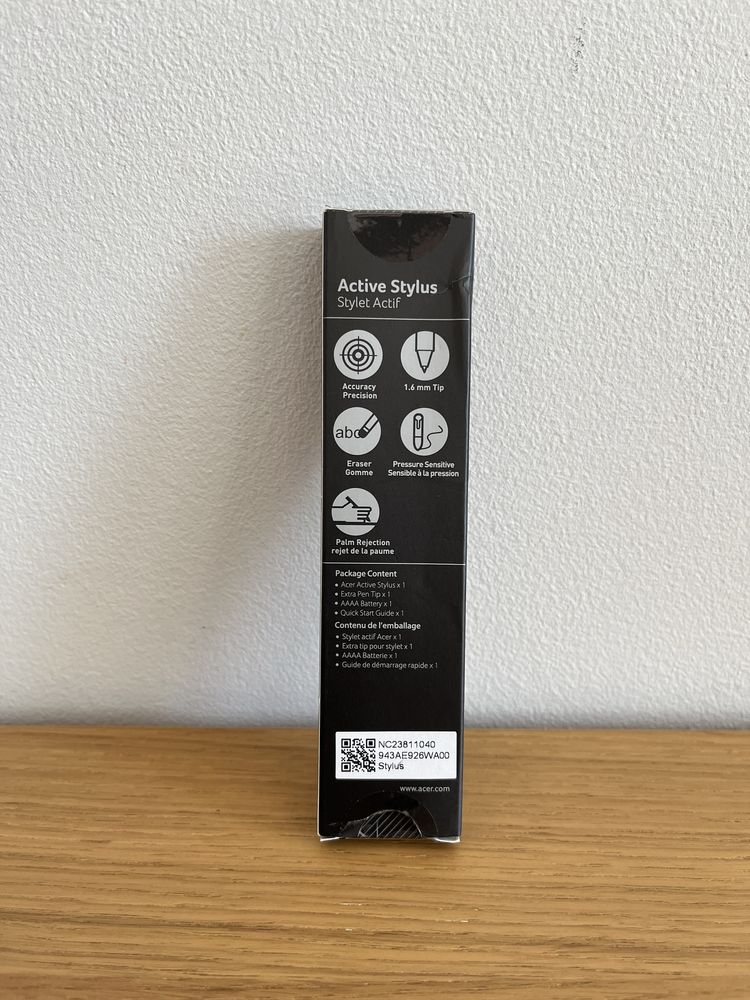 Active Stylus
Stylet Actif
Accuracy
Precision
1.6 mm Tip
abc
Eraser
Gomme
Pressure Sensitive
Sensible à la pression
Palm Rejection
rejet de la paume
Package Content
• Acer Active Stylus x 1
• Extra Pen Tip x 1
• AAAA Battery x 1
• Quick Start Guide x 1
Contenu de l'emballage
• Stylet actif Acer x 1
• Extra tip pour stylet x 1
• AAAA Batterie x 1
• Guide de démarrage rapide x 1
NC23811040
943AE926WA00
Stylus
www.acer.com